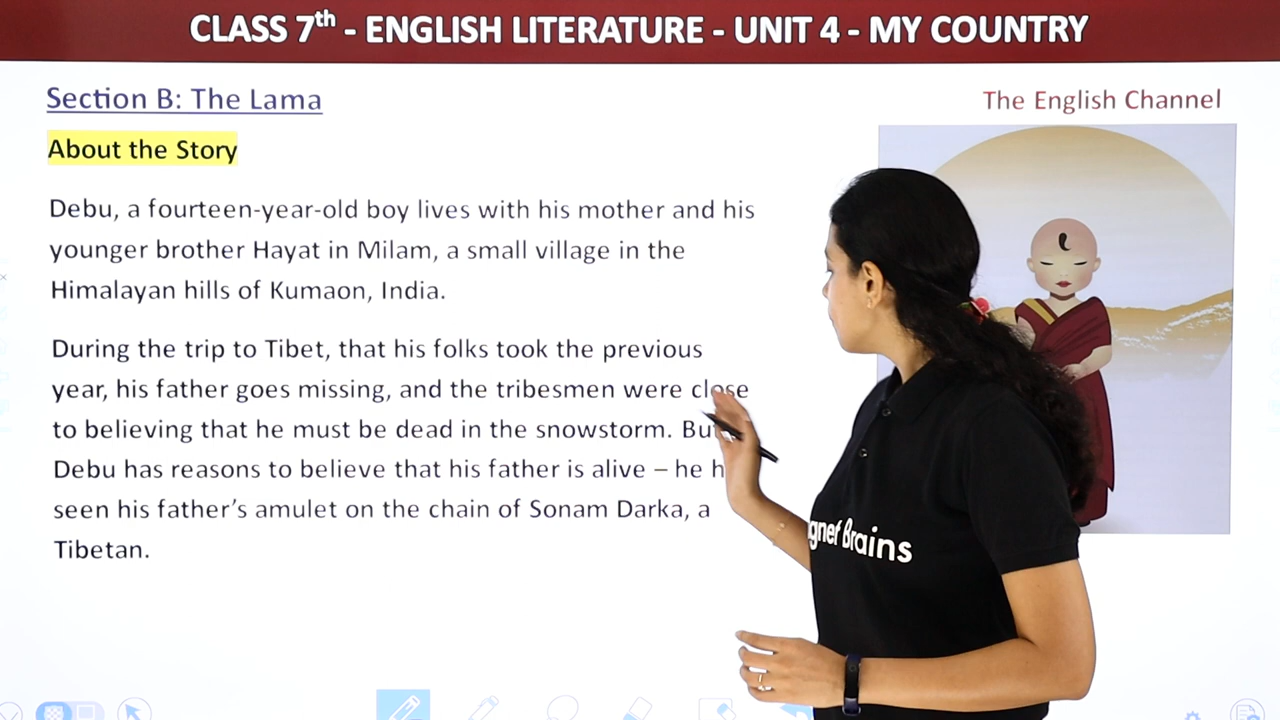 CLASS 7th - ENGLISH LITERATURE - UNIT 4 - MY COUNTRY
Section B: The Lama
The English Channel
About the Story
Debu, a fourteen-year-old boy lives with his mother and his
younger brother Hayat in Milam, a small village in the
Himalayan hills of Kumaon, India.
During the trip to Tibet, that his folks took the previous
year, his father goes missing, and the tribesmen were close
to believing that he must be dead in the snowstorm. But
Debu has reasons to believe that his father is alive – he h
seen his father's amulet on the chain of Sonam Darka, a
Tibetan.
gnet Brains